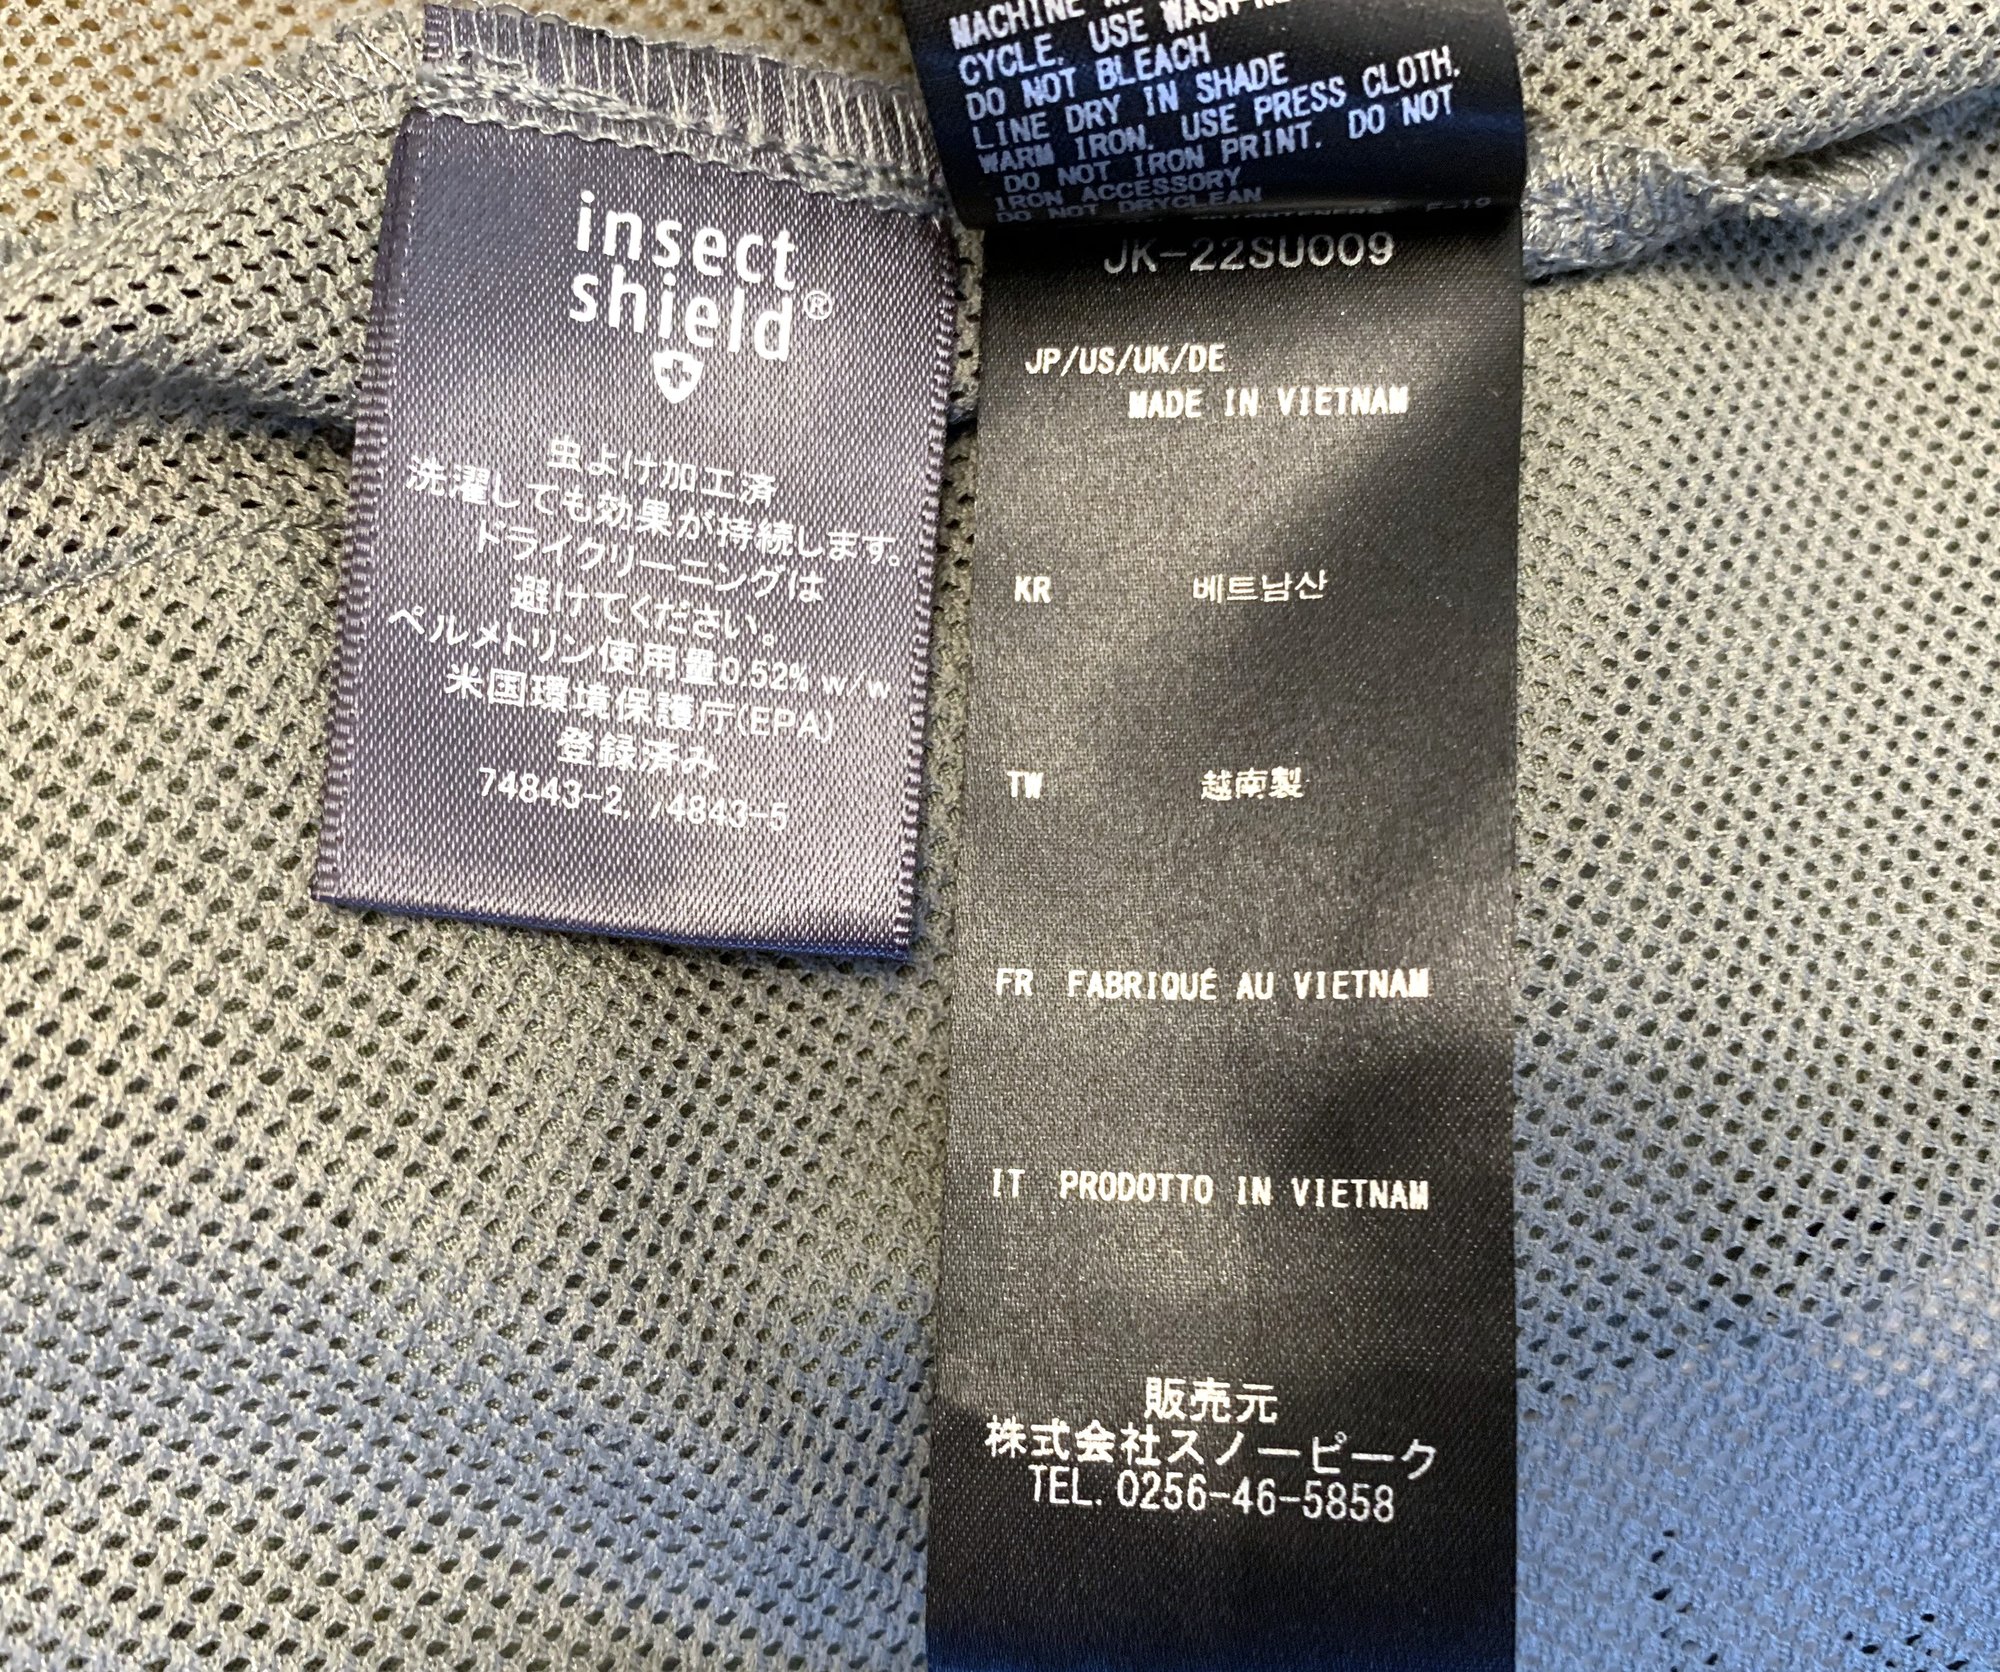 insect
shield®
虫よけ加工済
洗濯しても効果が持続します。
ドライクリーニングは
避けてください。
ペルメトリン使用量0.52% w/w
米国環境保護庁(EPA)
登録済み
74843-2, 74843-5
MACHINE
CYCLE. USE
DO NOT BLEACH
LINE DRY IN SHADE
WARM IRON. USE PRESS CLOTH.
DO NOT IRON PRINT. DO NOT
IRON ACCESSORY
DO NOT DRYCLEAN
JK-22SU009
JP/US/UK/DE
MADE IN VIETNAM
KR 베트남산
TW 越南製
FR FABRIQUÉ AU VIETNAM
IT PRODOTTO IN VIETNAM
販売元
株式会社スノーピーク
TEL. 0256-46-5858